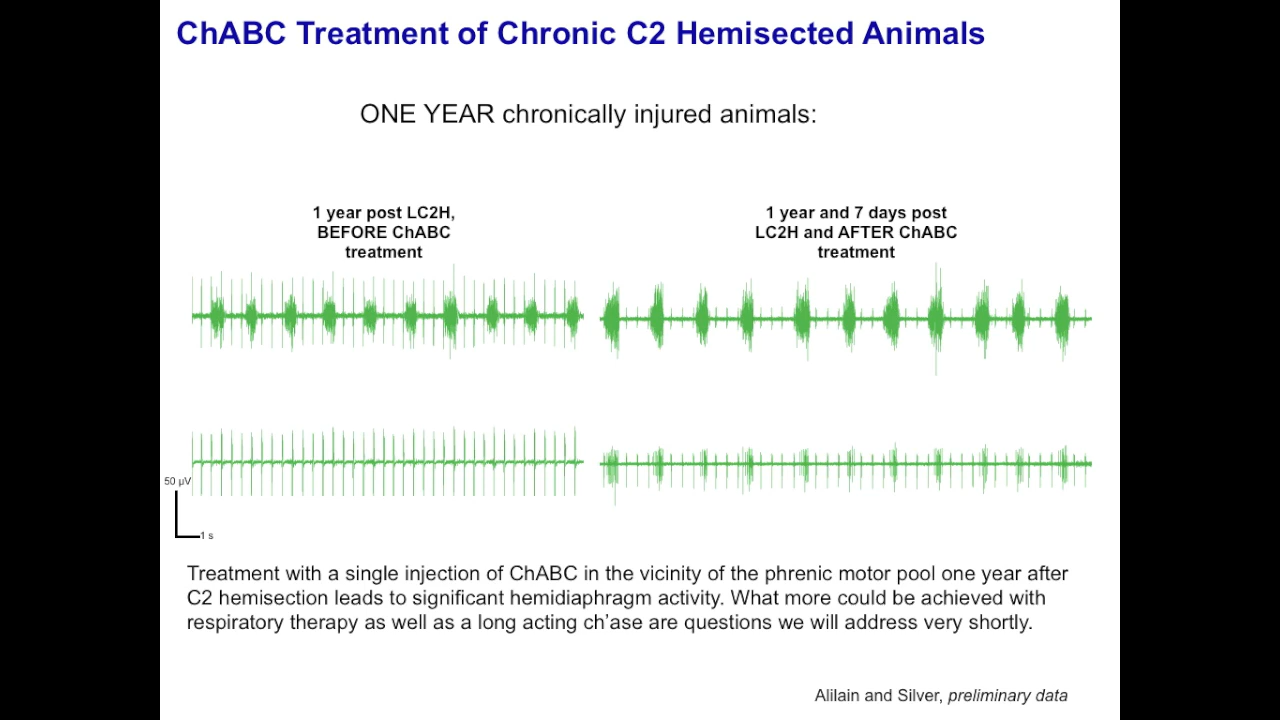 ChABC Treatment of Chronic C2 Hemisected Animals
ONE YEAR chronically injured animals:
1 year post LC2H,
BEFORE ChABC
treatment
1 year and 7 days post
LC2H and AFTER ChABC
treatment
50 µV
1 s
Treatment with a single injection of ChABC in the vicinity of the phrenic motor pool one year after
C2 hemisection leads to significant hemidiaphragm activity. What more could be achieved with
respiratory therapy as well as a long acting ch’ase are questions we will address very shortly.
Alilain and Silver, preliminary data